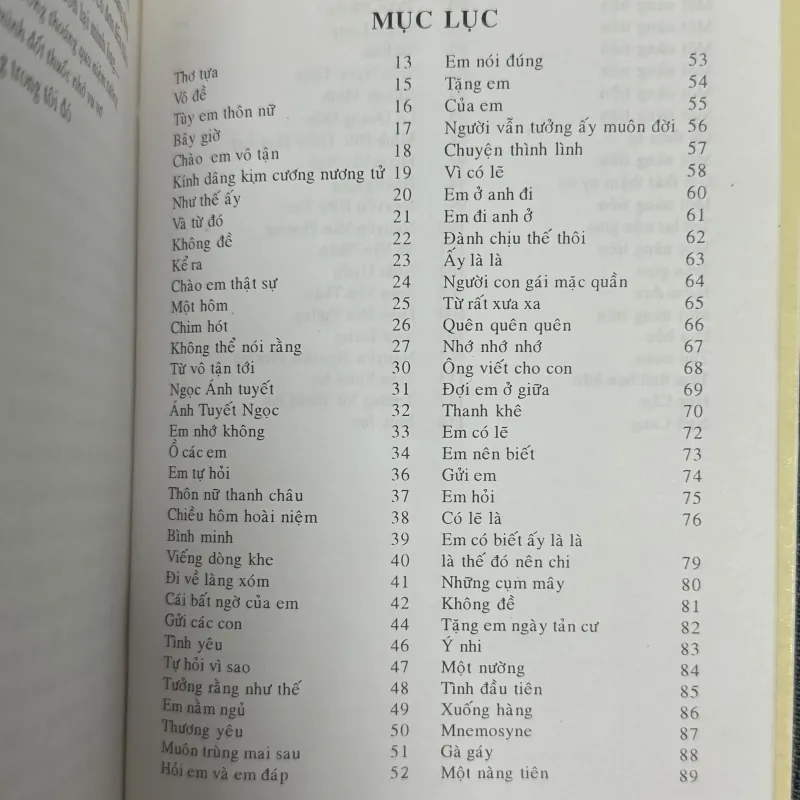 MỤC LỤC
Thơ tựa 13
Vô đề 15
Tùy em thôn nữ 16
Bây giờ 17
Chào em vô tận 18
Kính dâng kim cương nương tử 19
Như thế ấy 20
Và từ đó 21
Không đề 22
Kể ra 23
Chào em thật sự 24
Một hôm 25
Chim hót 26
Không thể nói rằng 27
Từ vô tận tới 30
Ngọc Ánh tuyết 31
Ánh Tuyết Ngọc 32
Em nhớ không 33
Ồ các em 34
Em tự hỏi 36
Thôn nữ thanh châu 37
Chiều hôm hoài niệm 38
Bình minh 39
Viếng dòng khe 40
Đi về làng xóm 41
Cái bất ngờ của em 42
Gửi các con 44
Tình yêu 46
Tự hỏi vì sao 47
Tưởng rằng như thế 48
Em nằm ngủ 49
Thương yêu 50
Muôn trùng mai sau 51
Hỏi em và em đáp 52
Em nói đúng 53
Tặng em 54
Của em 55
Người vẫn tưởng ấy muôn đời 56
Chuyện thình lình 57
Vì có lẽ 58
Em ở anh đi 60
Em đi anh ở 61
Đành chịu thế thôi 62
Ấy là là 63
Người con gái mặc quần 64
Từ rất xưa xa 65
Quên quên quên 66
Nhớ nhớ nhớ 67
Ông viết cho con 68
Đợi em ở giữa 69
Thanh khê 70
Em có lẽ 72
Em nên biết 73
Gửi em 74
Em hỏi 75
Có lẽ là 76
Em có biết ấy là là
là thế đó nên chi 79
Những cụm mây 80
Không đề 81
Tặng em ngày tản cư 82
Ý nhi 83
Một nường 84
Tình đầu tiên 85
Xuống hàng 86
Mnemosyne 87
Gà gáy 88
Một nàng tiên 89